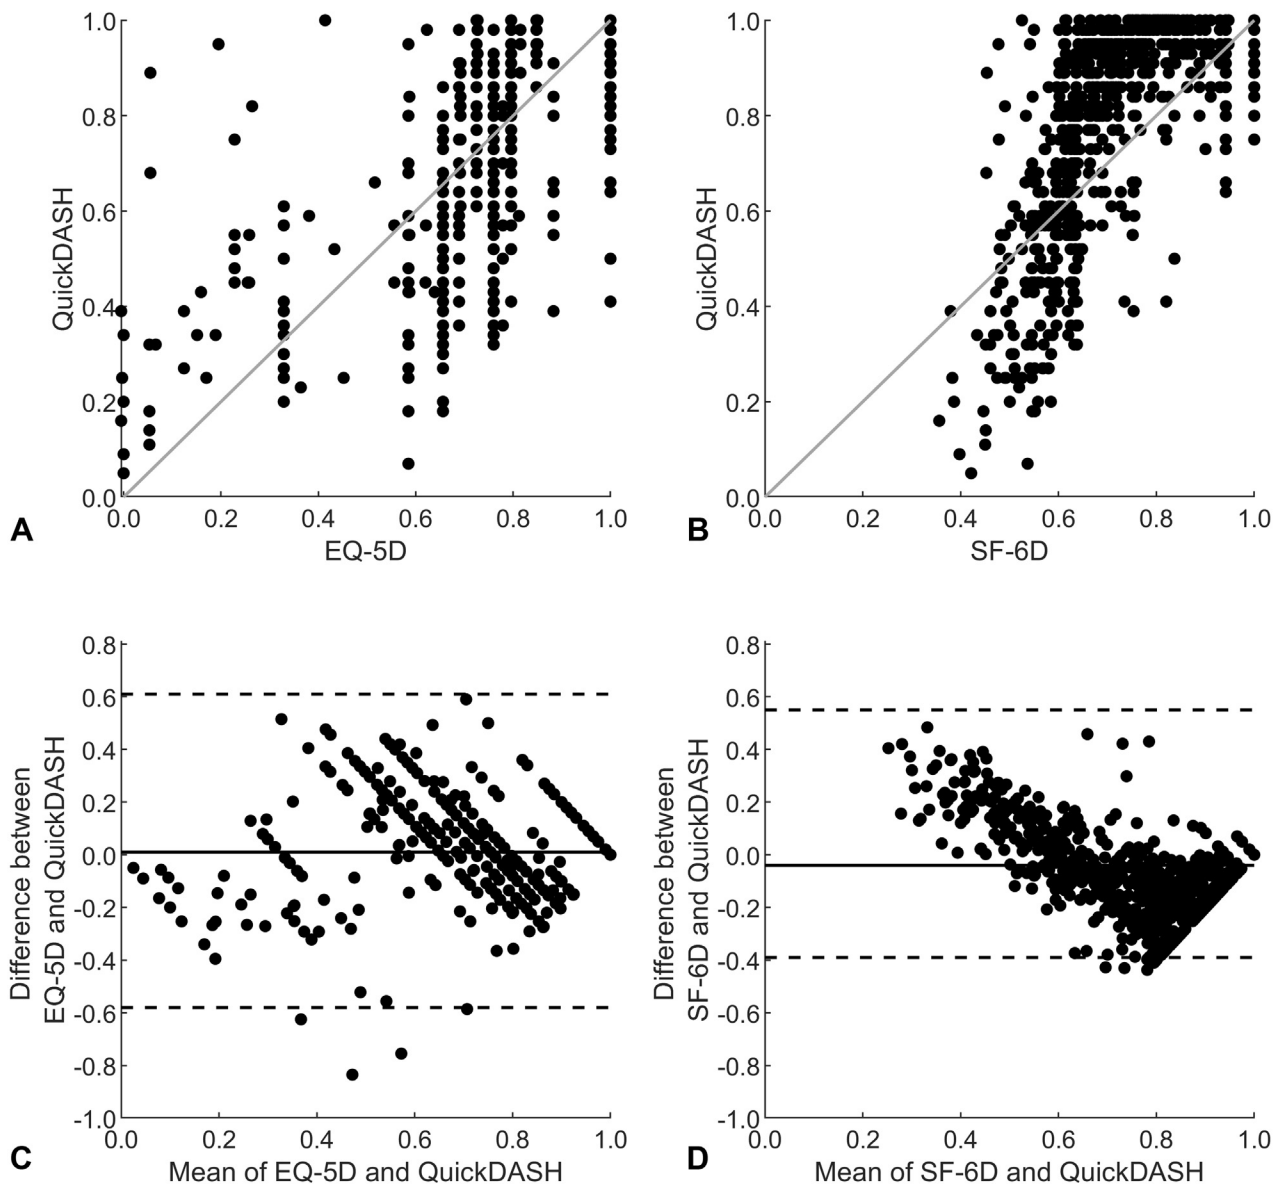 1.0
0.8
0.6
0.4
0.2
0.0
QuickDASH
0.0 0.2 0.4 0.6 0.8 1.0
EQ-5D
A
1.0
0.8
0.6
0.4
0.2
0.0
QuickDASH
0.0 0.2 0.4 0.6 0.8 1.0
SF-6D
B
0.8
0.6
0.4
0.2
0.0
-0.2
-0.4
-0.6
-0.8
-1.0
Difference between
EQ-5D and QuickDASH
0.0 0.2 0.4 0.6 0.8 1.0
Mean of EQ-5D and QuickDASH
C
0.8
0.6
0.4
0.2
0.0
-0.2
-0.4
-0.6
-0.8
-1.0
Difference between
SF-6D and QuickDASH
0.0 0.2 0.4 0.6 0.8 1.0
Mean of SF-6D and QuickDASH
D